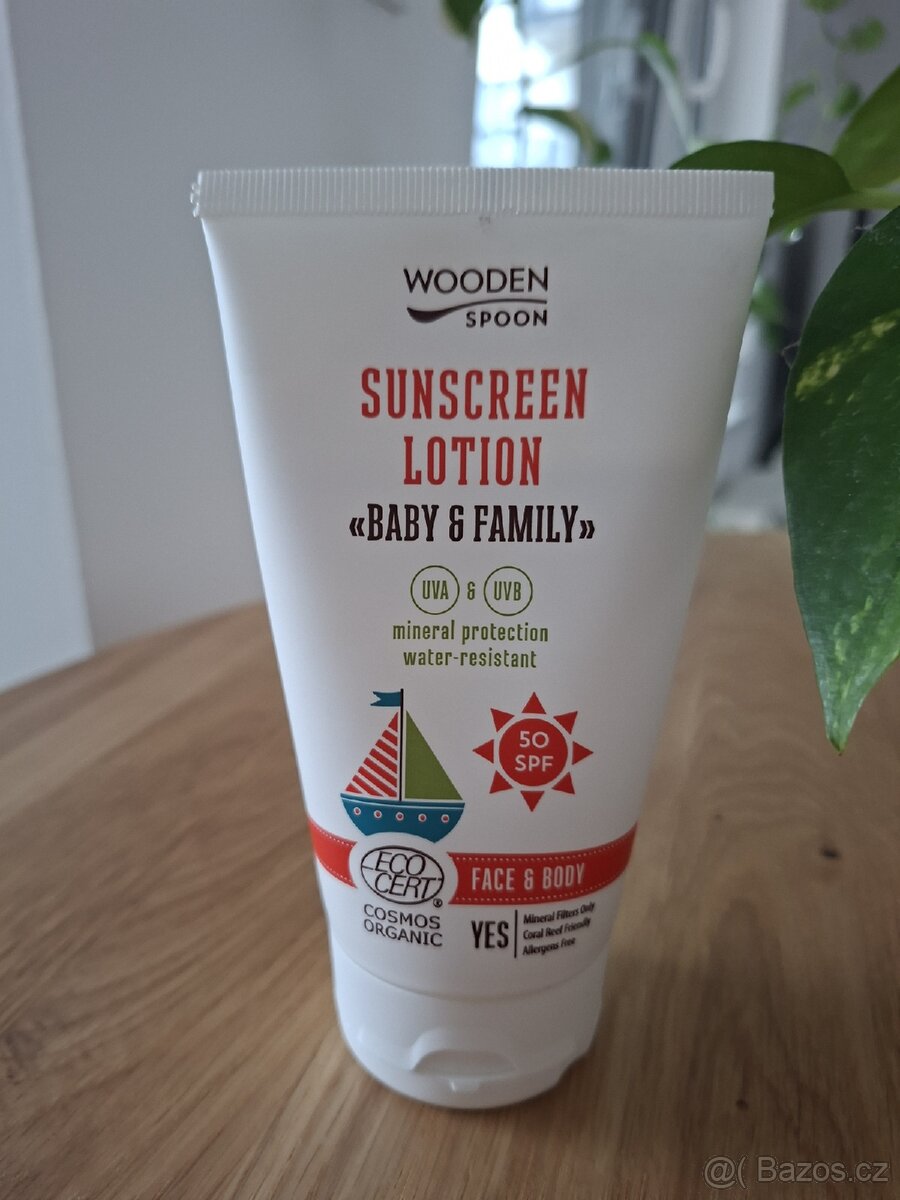 WOODEN
SPOON
SUNSCREEN
LOTION
«BABY & FAMILY»
UVA & UVB
mineral protection
water-resistant
50
SPF
ECO
CERT
®
COSMOS
ORGANIC
FACE & BODY
YES
Mineral Filters Only
Coral Reef Friendly
Allergens Free
@( Bazos.cz